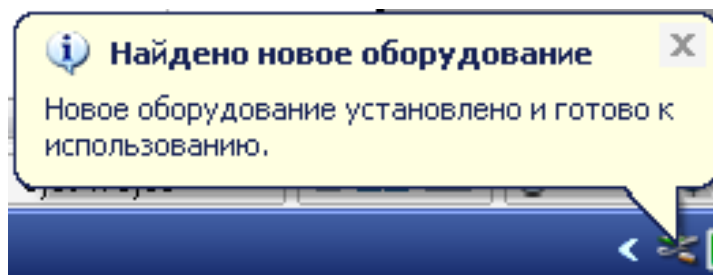 Найдено новое оборудование
Новое оборудование установлено и готово к
использованию.